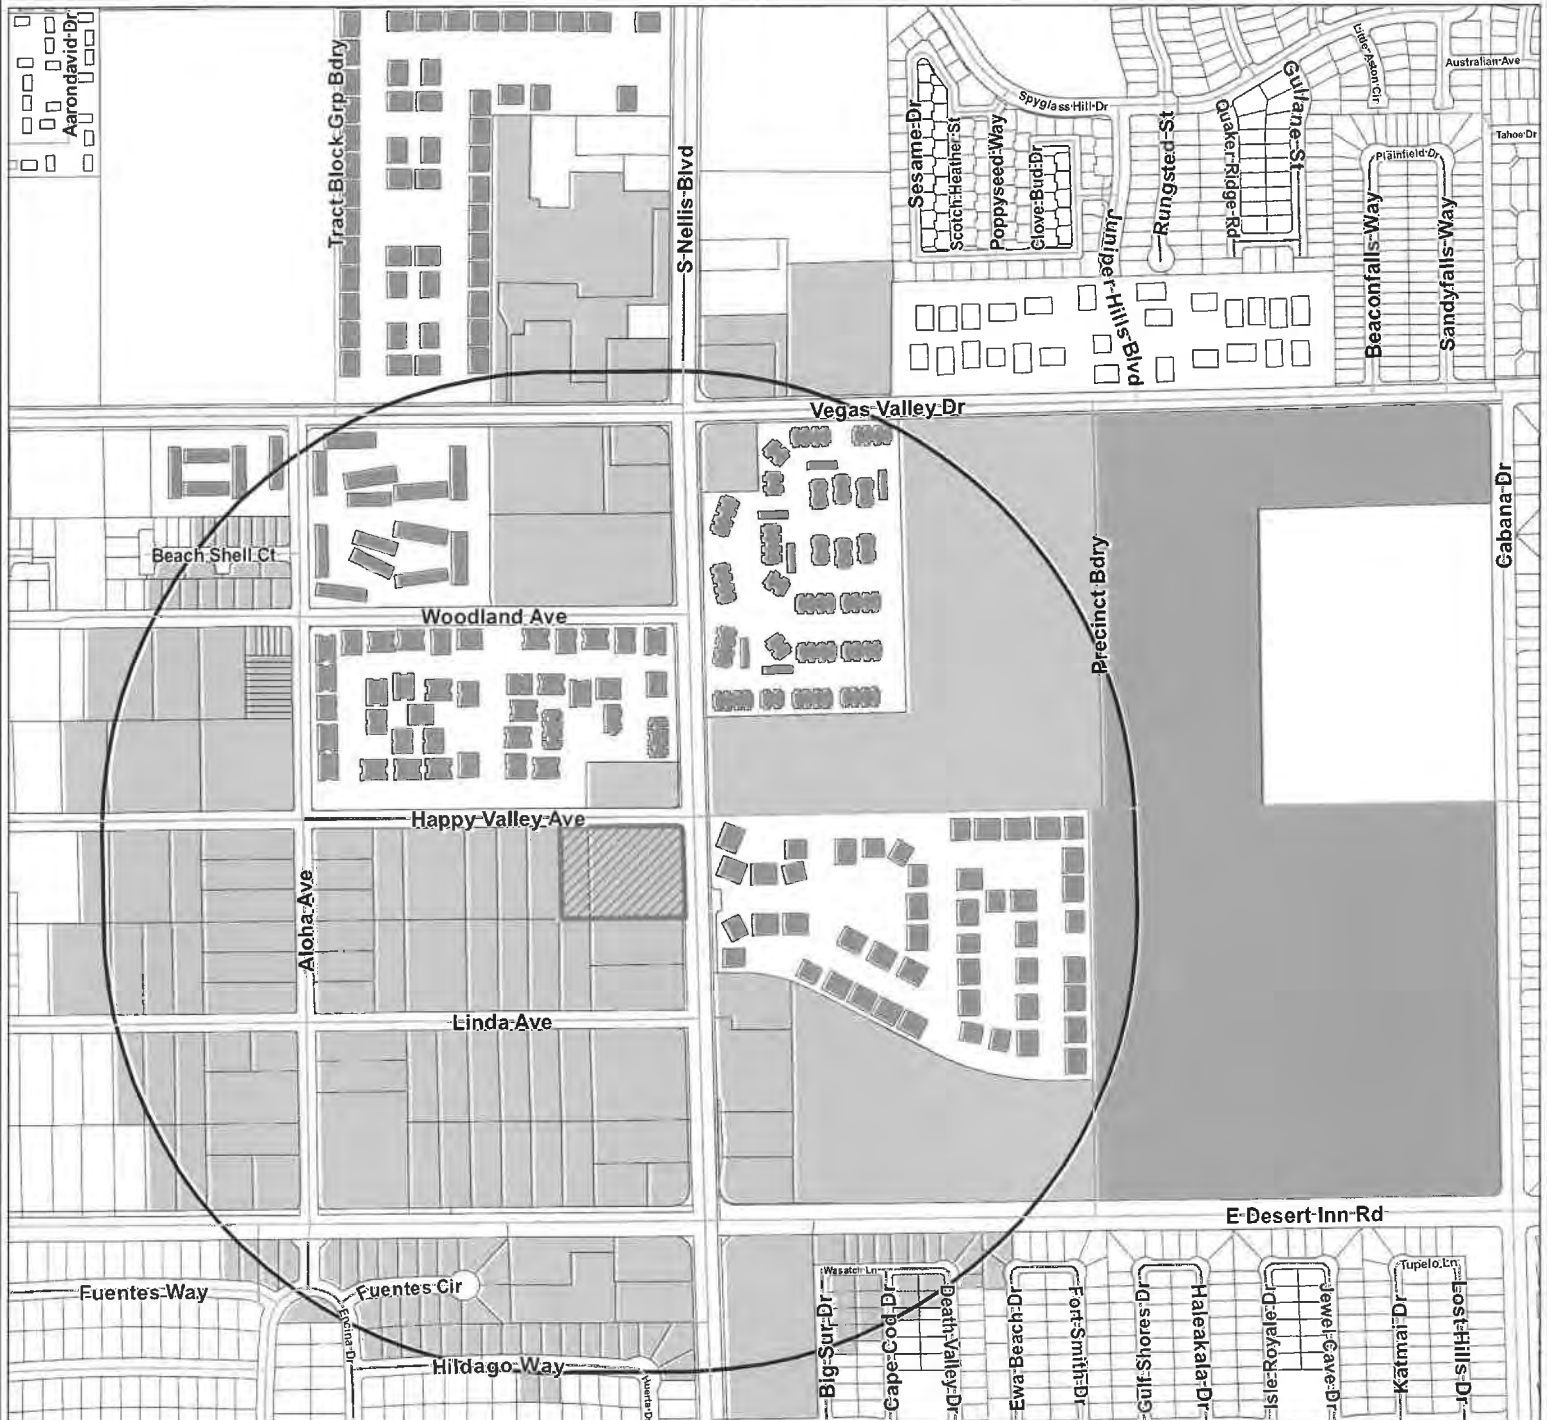 Aarondavid Dr
Tract Block Grp Bdry
S Nellis Blvd
Sesame Dr
Scotch Heather St
Poppyseed Way
Clove Bud Dr
Spyglass Hill Dr
Juniper Hills Blvd
Rungsted St
Quaker Ridge Rd
Gullane St
Little Aston Cir
Australian Ave
Tahoe Dr
Plainfield Dr
Beaconfalls Way
Sandyfalls Way
Vegas Valley Dr
Cabana Dr
Beach Shell Ct
Precinct Bdry
Woodland Ave
Happy Valley Ave
Aloha Ave
Linda Ave
E Desert Inn Rd
Fuentes Way
Fuentes Cir
Encina Dr
Hildago Way
Huerta D
Wasatch Ln
Big Sur Dr
Cape Cod Dr
Death Valley Dr
Ewa Beach Dr
Fort Smith Dr
Gulf Shores Dr
Haleakala Dr
Isle Royale Dr
Jewel Cave Dr
Tupelo Ln
Katmai Dr
Lost Hills Dr